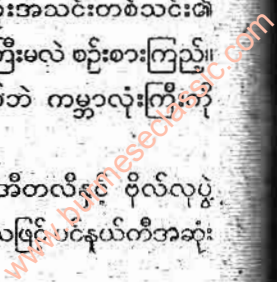 းအသင်းတစ်သင်း၏
ကြီးမလဲ စဉ်းစားကြည့်။
ဘဲ ကမ္ဘာလုံးကြီးကို
အီတလီနှင့် ဗိုလ်လုပွဲ
ဖြင့် ပင်နယ်ကီအဆုံး
www.burmeseclassic.com